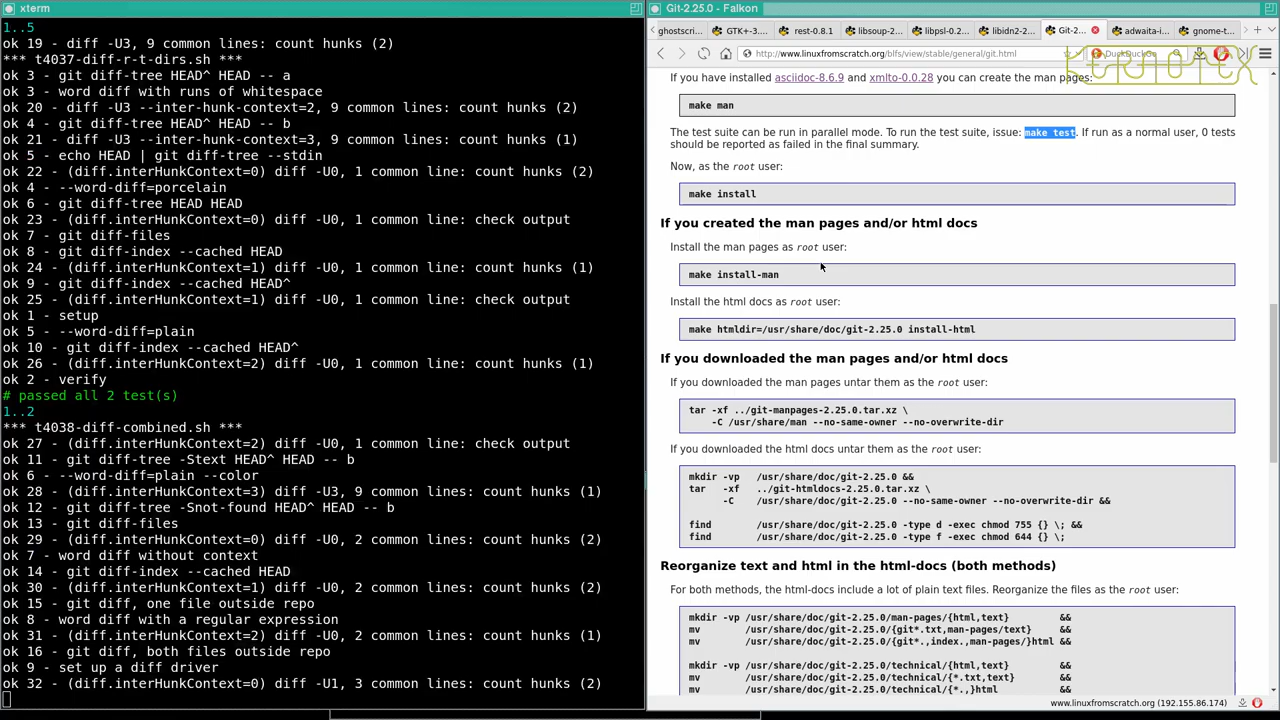 xterm
1..5
ok 19 - diff -U3, 9 common lines: count hunks (2)
*** t4037-diff-r-t-dirs.sh ***
ok 3 - git diff-tree HEAD^ HEAD -- a
ok 3 - word diff with runs of whitespace
ok 20 - diff -U3 --inter-hunk-context=2, 9 common lines: count hunks (2)
ok 4 - git diff-tree HEAD^ HEAD -- b
ok 21 - diff -U3 --inter-hunk-context=3, 9 common lines: count hunks (1)
ok 5 - echo HEAD | git diff-tree --stdin
ok 22 - (diff.interHunkContext=0) diff -U0, 1 common line: count hunks (2)
ok 4 - --word-diff=porcelain
ok 6 - git diff-tree HEAD HEAD
ok 23 - (diff.interHunkContext=0) diff -U0, 1 common line: check output
ok 7 - git diff-files
ok 8 - git diff-index --cached HEAD
ok 24 - (diff.interHunkContext=1) diff -U0, 1 common line: count hunks (1)
ok 9 - git diff-index --cached HEAD^
ok 25 - (diff.interHunkContext=1) diff -U0, 1 common line: check output
ok 1 - setup
ok 5 - --word-diff=plain
ok 10 - git diff-index --cached HEAD^
ok 26 - (diff.interHunkContext=2) diff -U0, 1 common line: count hunks (1)
ok 2 - verify
# passed all 2 test(s)
1..2
*** t4038-diff-combined.sh ***
ok 27 - (diff.interHunkContext=2) diff -U0, 1 common line: check output
ok 11 - git diff-tree -Stext HEAD^ HEAD -- b
ok 6 - --word-diff=plain --color
ok 28 - (diff.interHunkContext=3) diff -U3, 9 common lines: count hunks (1)
ok 12 - git diff-tree -Snot-found HEAD^ HEAD -- b
ok 13 - git diff-files
ok 29 - (diff.interHunkContext=0) diff -U0, 2 common lines: count hunks (2)
ok 7 - word diff without context
ok 14 - git diff-index --cached HEAD
ok 30 - (diff.interHunkContext=1) diff -U0, 2 common lines: count hunks (2)
ok 15 - git diff, one file outside repo
ok 8 - word diff with a regular expression
ok 31 - (diff.interHunkContext=2) diff -U0, 2 common lines: count hunks (1)
ok 16 - git diff, both files outside repo
ok 9 - set up a diff driver
ok 32 - (diff.interHunkContext=0) diff -U1, 3 common lines: count hunks (2)
Git-2.25.0 - Falkon
ghostscri... GTK+-3.... rest-0.8.1 libsoup-2... libpsl-0.2... libidn2-2... Git-2... adwaita-i... gnome-t...
http://www.linuxfromscratch.org/blfs/view/stable/general/git.html DuckDuckGo
KERNOTEX
If you have installed asciidoc-8.6.9 and xmlto-0.0.28 you can create the man pages:
make man
The test suite can be run in parallel mode. To run the test suite, issue: make test. If run as a normal user, 0 tests
should be reported as failed in the final summary.
Now, as the root user:
make install
If you created the man pages and/or html docs
Install the man pages as root user:
make install-man
Install the html docs as root user:
make htmldir=/usr/share/doc/git-2.25.0 install-html
If you downloaded the man pages and/or html docs
If you downloaded the man pages untar them as the root user:
tar -xf ../git-manpages-2.25.0.tar.xz \
-C /usr/share/man --no-same-owner --no-overwrite-dir
If you downloaded the html docs untar them as the root user:
mkdir -vp /usr/share/doc/git-2.25.0 &&
tar -xf ../git-htmldocs-2.25.0.tar.xz \
-C /usr/share/doc/git-2.25.0 --no-same-owner --no-overwrite-dir &&
find /usr/share/doc/git-2.25.0 -type d -exec chmod 755 {} \; &&
find /usr/share/doc/git-2.25.0 -type f -exec chmod 644 {} \;
Reorganize text and html in the html-docs (both methods)
For both methods, the html-docs include a lot of plain text files. Reorganize the files as the root user:
mkdir -vp /usr/share/doc/git-2.25.0/man-pages/{html,text} &&
mv /usr/share/doc/git-2.25.0/{git*.txt,man-pages/text} &&
mv /usr/share/doc/git-2.25.0/{git*.,index.,man-pages/}html &&
mkdir -vp /usr/share/doc/git-2.25.0/technical/{html,text} &&
mv /usr/share/doc/git-2.25.0/technical/{*.txt,text} &&
mv /usr/share/doc/git-2.25.0/technical/{*.,}html &&
www.linuxfromscratch.org (192.155.86.174)